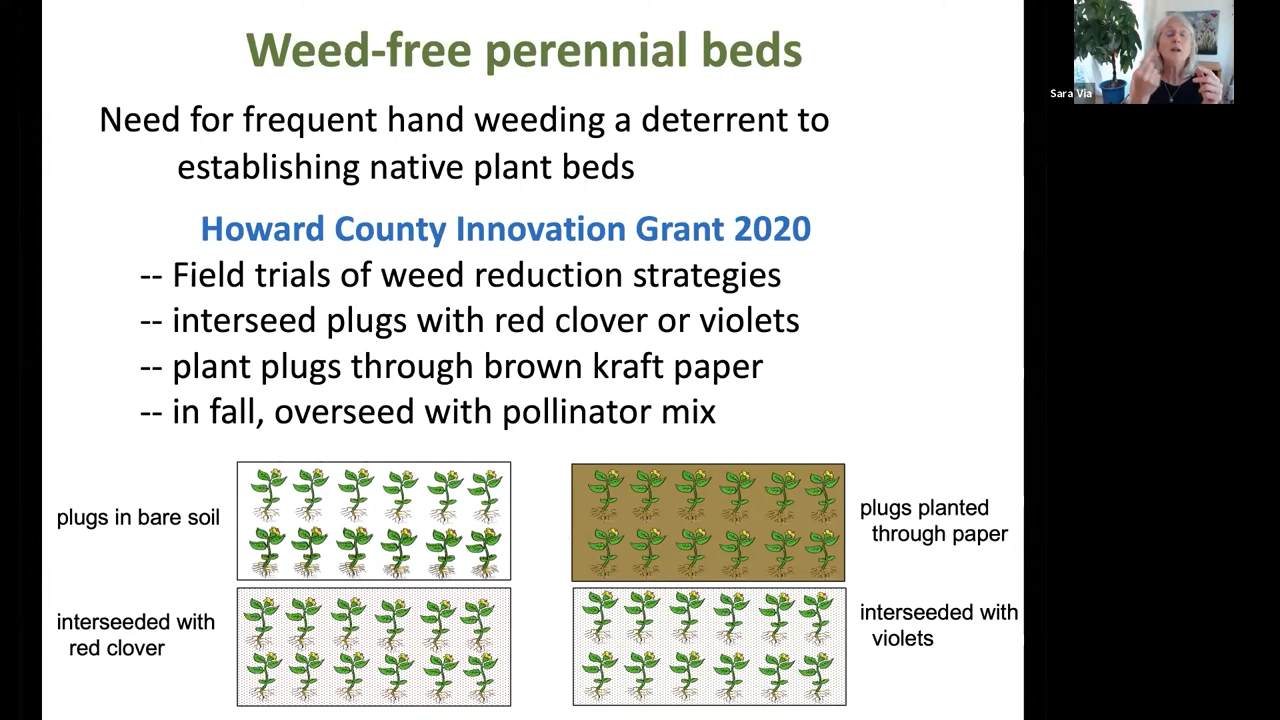 Weed-free perennial beds
Sara Via
Need for frequent hand weeding a deterrent to
establishing native plant beds
Howard County Innovation Grant 2020
-- Field trials of weed reduction strategies
-- interseed plugs with red clover or violets
-- plant plugs through brown kraft paper
-- in fall, overseed with pollinator mix
plugs in bare soil
plugs planted
through paper
interseeded with
red clover
interseeded with
violets